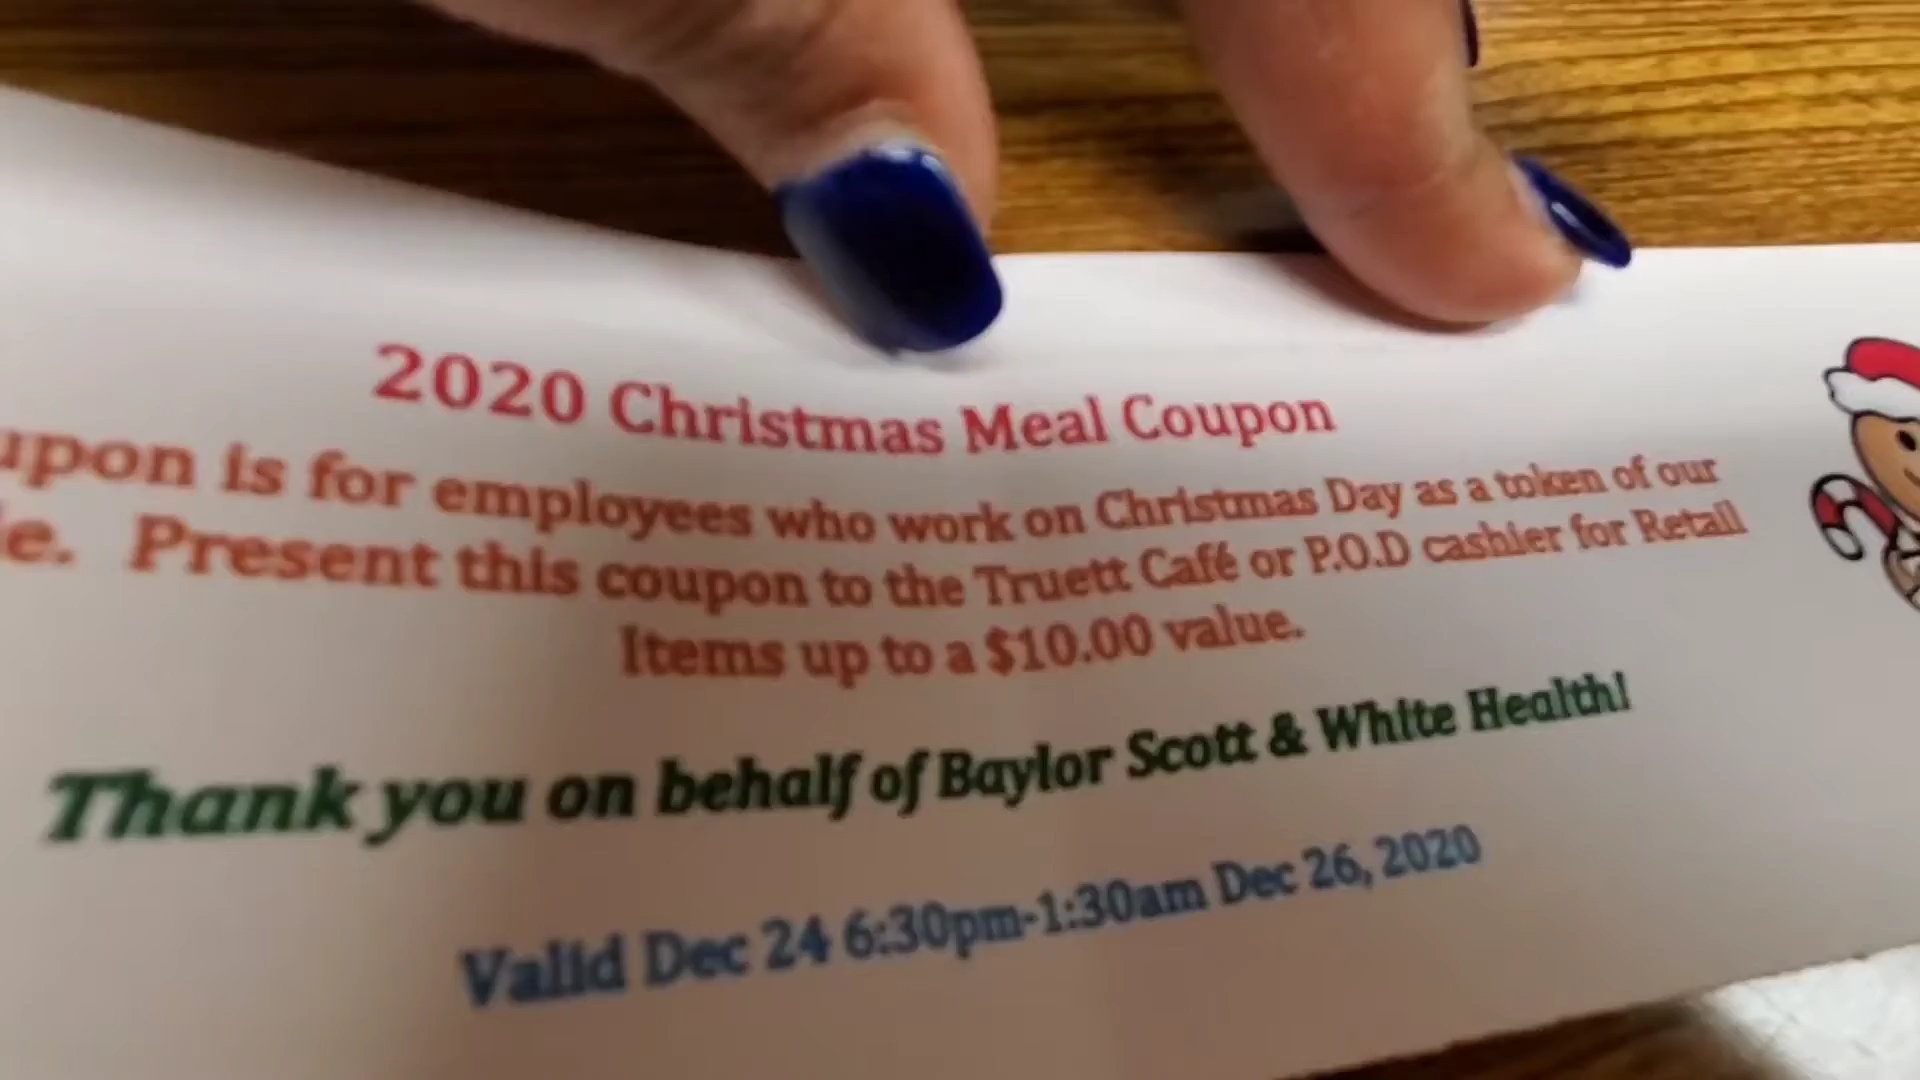 2020 Christmas Meal Coupon
is for employees who work on Christmas Day as a token of our
Present this coupon to the Truett Café or P.O.D cashier for Retail
Items up to a $10.00 value.
Thank you on behalf of Baylor Scott & White Health!
Valid Dec 24 6:30pm-1:30am Dec 26, 2020